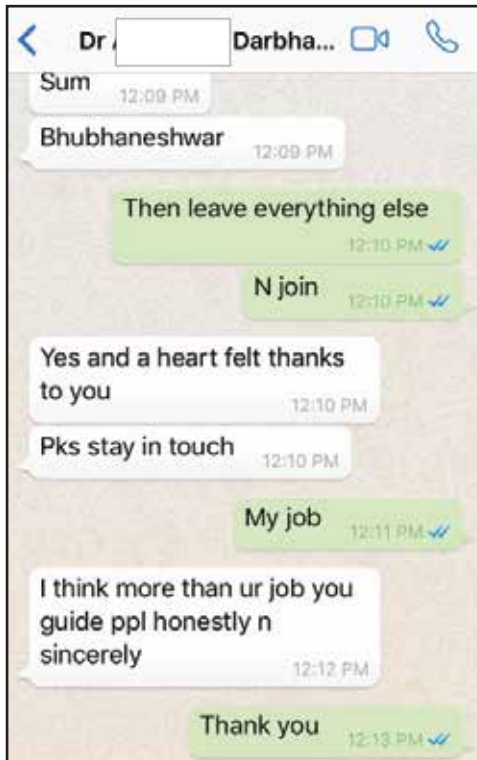 Dr A Darbha...
Sum 12:09 PM
Bhubhaneshwar 12:09 PM
Then leave everything else
12:10 PM
N join 12:10 PM
Yes and a heart felt thanks
to you 12:10 PM
Pks stay in touch 12:10 PM
My job 12:11 PM
I think more than ur job you
guide ppl honestly n
sincerely 12:12 PM
Thank you 12:13 PM